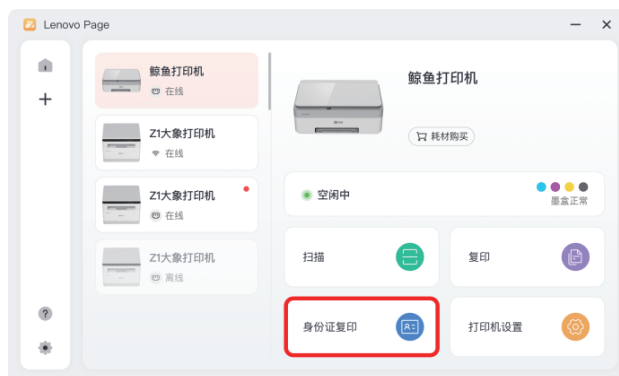 Lenovo Page
鲸鱼打印机
在线
Z1大象打印机
在线
Z1大象打印机
在线
Z1大象打印机
离线
鲸鱼打印机
耗材购买
空闲中
墨盒正常
扫描
复印
身份证复印
打印机设置